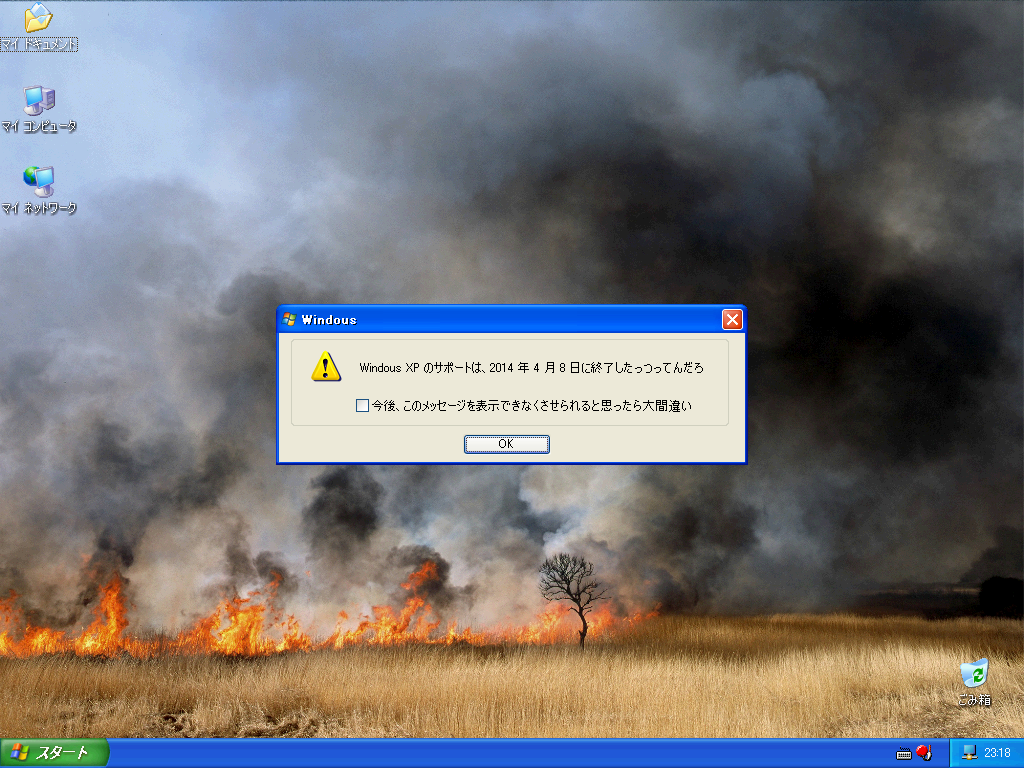 マイ ドキュメント
マイ コンピュータ
マイ ネットワーク
Windous
Windous XP のサポートは、2014 年 4 月 8 日に終了したっつってんだろ
今後、このメッセージを表示できなくさせられると思ったら大間違い
OK
ごみ箱
スタート
23:18